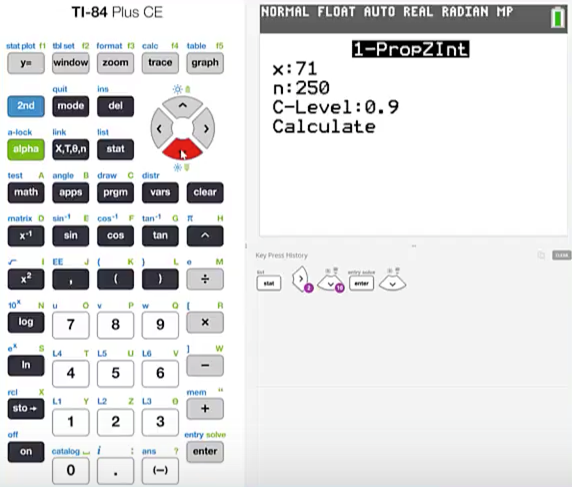 TI-84 Plus CE
stat plot f1 tbl set f2 format f3 calc f4 table f5
y= window zoom trace graph
quit ins
2nd mode del
a-lock link list
alpha X,T,θ,n stat
test A angle B draw C distr
math apps prgm vars clear
matrix D sin⁻¹ E cos⁻¹ F tan⁻¹ G π H
x⁻¹ sin cos tan ^
√ I EE J { K } L e M
x² , ( ) ÷
10ˣ N u O v P w Q [ R
log 7 8 9 ×
eˣ S L4 T L5 U L6 V ] W
ln 4 5 6 −
rcl X L1 Y L2 Z L3 θ mem "
sto→ 1 2 3 +
off catalog i : ans ? entry solve
on 0 . (−) enter
NORMAL FLOAT AUTO REAL RADIAN MP
1-PropZInt
x:71
n:250
C-Level:0.9
Calculate
Key Press History
list entry solve
stat 2 10 enter